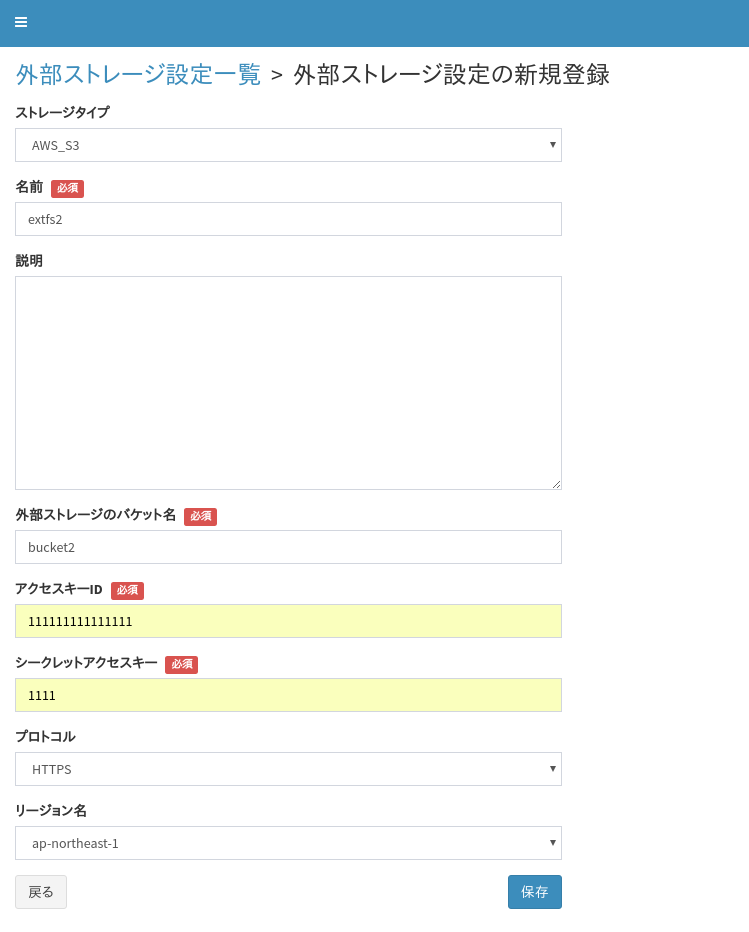 外部ストレージ設定一覧 > 外部ストレージ設定の新規登録
ストレージタイプ
AWS_S3
名前 必須
extfs2
説明
外部ストレージのバケット名 必須
bucket2
アクセスキーID 必須
111111111111111
シークレットアクセスキー 必須
1111
プロトコル
HTTPS
リージョン名
ap-northeast-1
戻る 保存